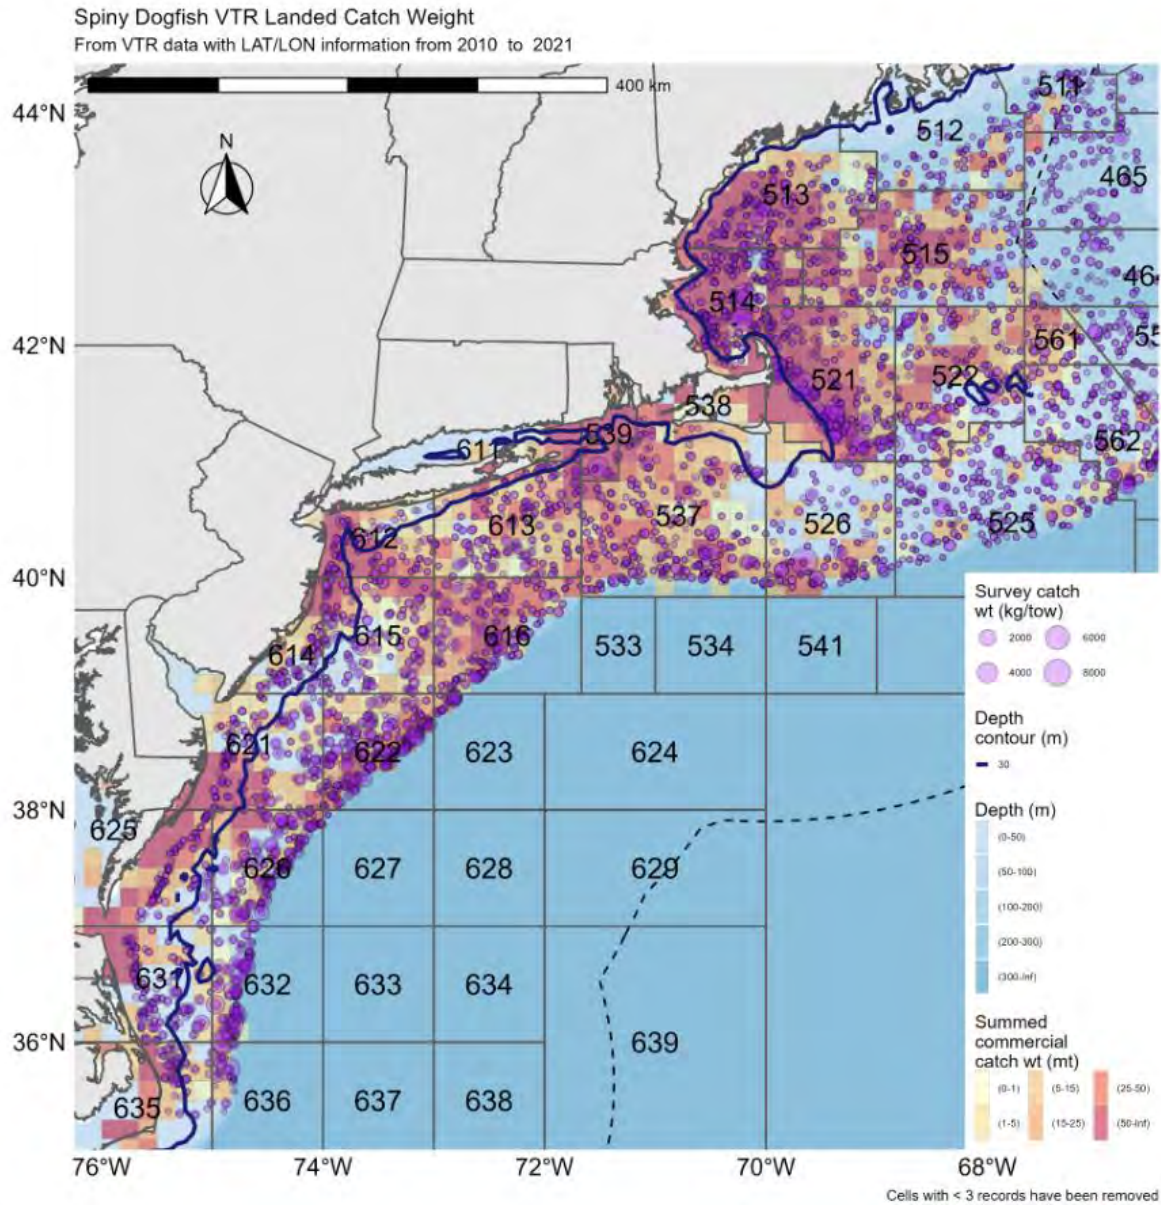 Spiny Dogfish VTR Landed Catch Weight
From VTR data with LAT/LON information from 2010 to 2021
400 km
N
44°N
42°N
40°N
38°N
36°N
76°W
74°W
72°W
70°W
68°W
511
512
465
513
515
464
514
561
55
521
522
538
539
562
611
613
537
526
525
612
615
616
533
534
541
614
621
622
623
624
625
626
627
628
629
631
632
633
634
639
635
636
637
638
Survey catch
wt (kg/tow)
2000 6000
4000 8000
Depth
contour (m)
30
Depth (m)
(0-50)
(50-100)
(100-200)
(200-300)
(300-Inf)
Summed
commercial
catch wt (mt)
(0-1) (5-15) (25-50)
(1-5) (15-25) (50-Inf)
Cells with < 3 records have been removed